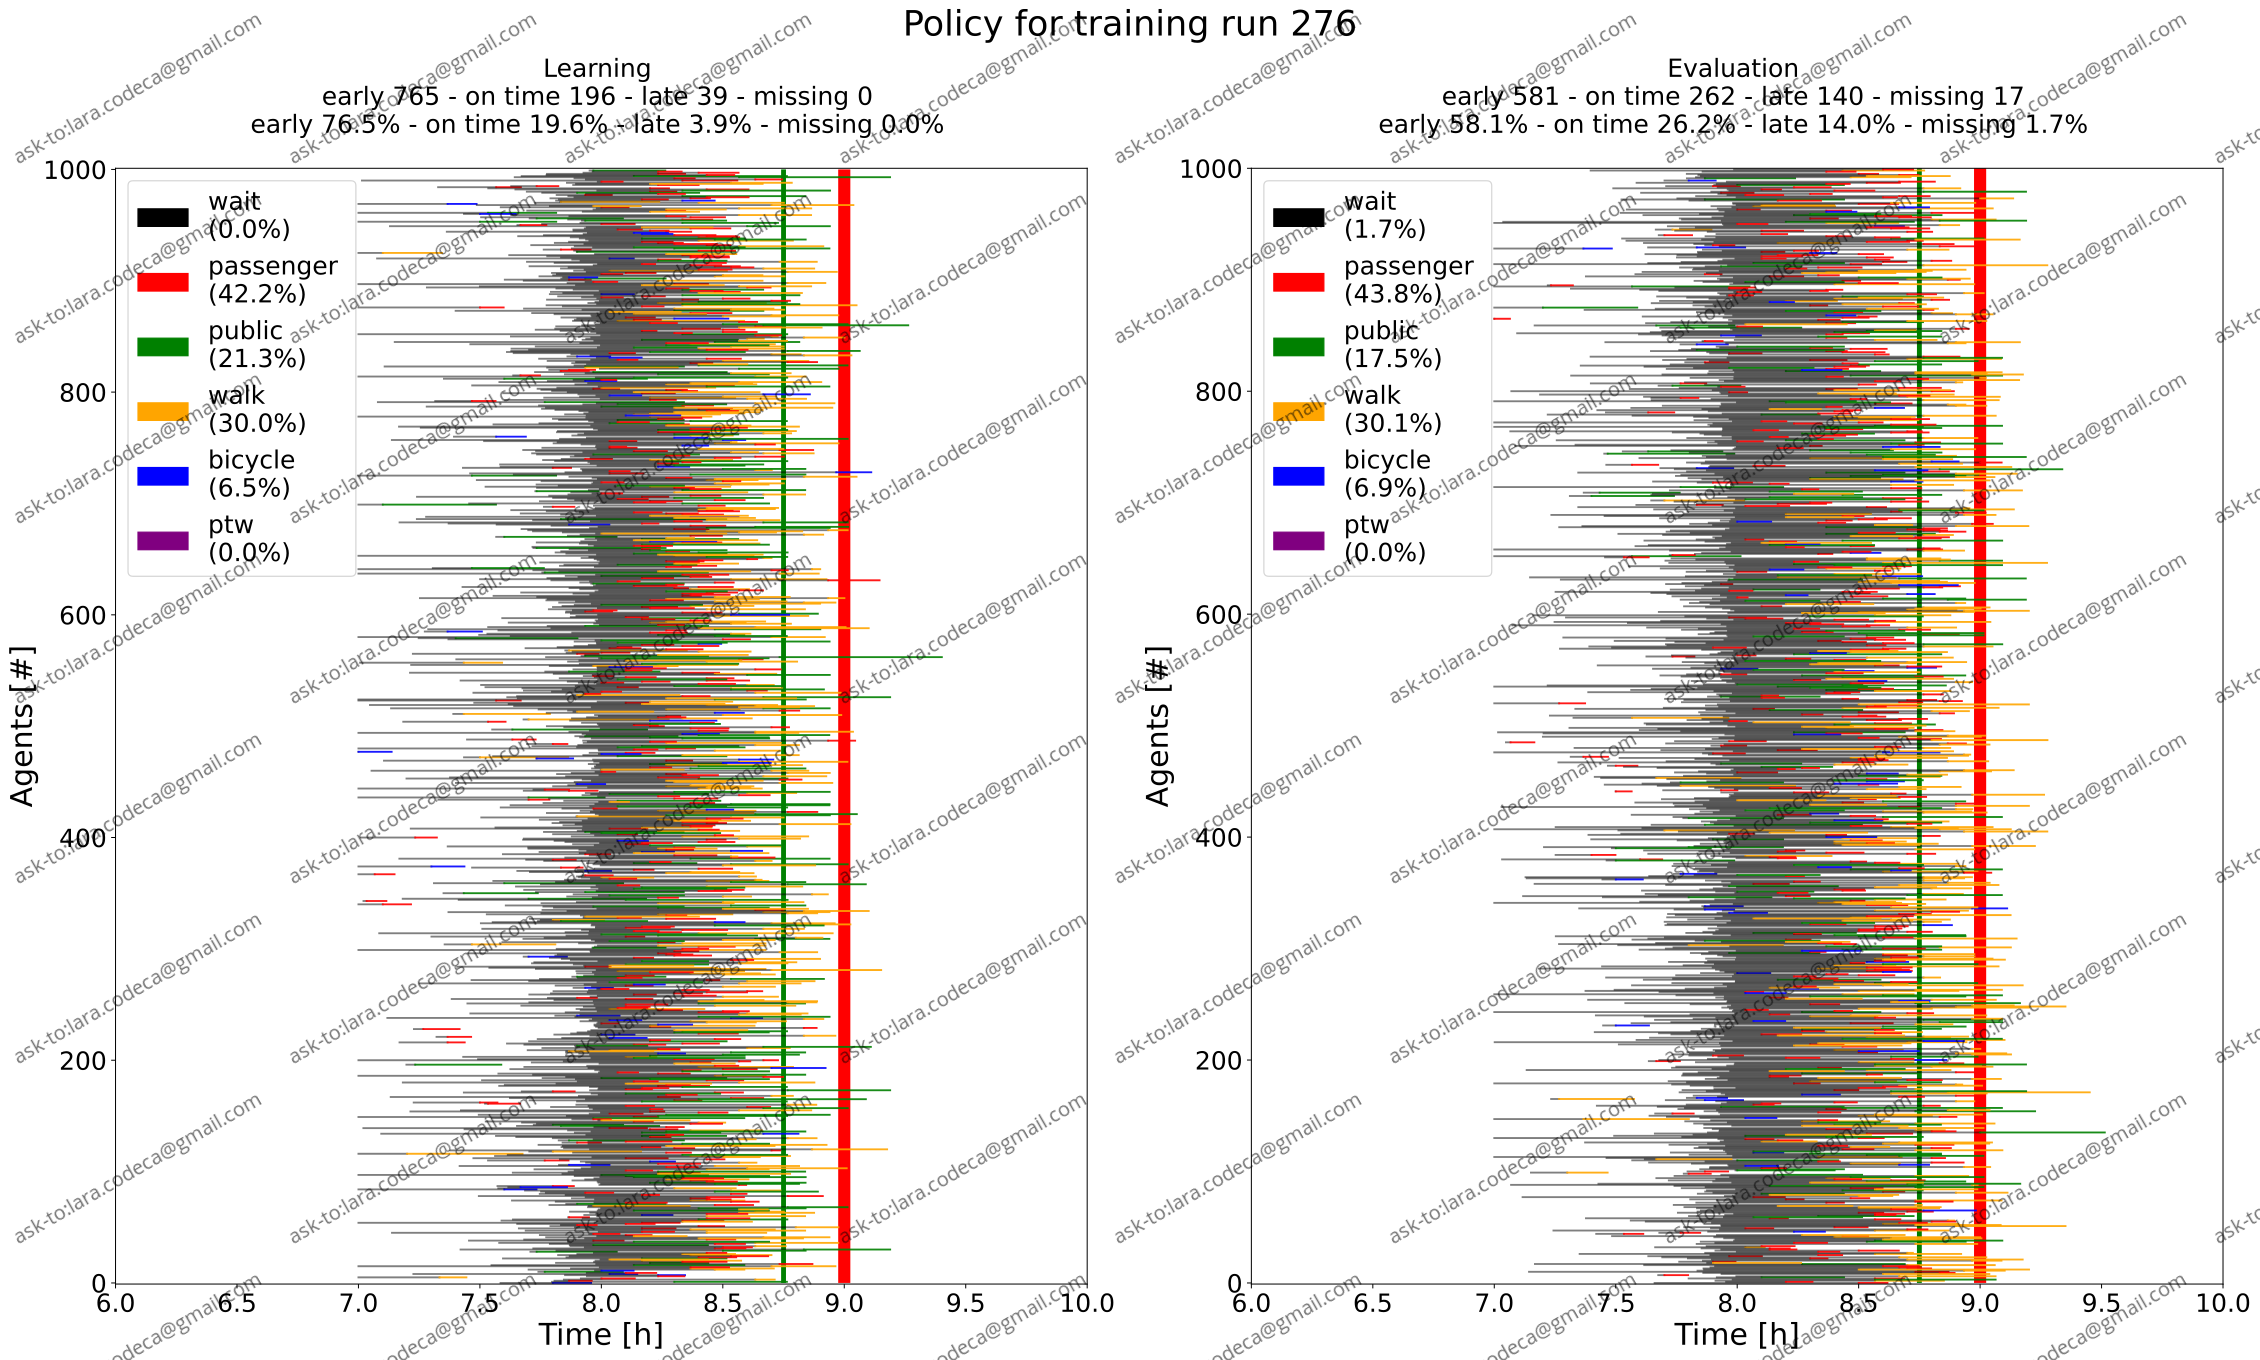 Policy for training run 276
Learning
early 765 - on time 196 - late 39 - missing 0
early 76.5% - on time 19.6% - late 3.9% - missing 0.0%
1000
800
600
400
200
0
Agents [#]
wait
(0.0%)
passenger
(42.2%)
public
(21.3%)
walk
(30.0%)
bicycle
(6.5%)
ptw
(0.0%)
6.0 6.5 7.0 7.5 8.0 8.5 9.0 9.5 10.0
Time [h]
Evaluation
early 581 - on time 262 - late 140 - missing 17
early 58.1% - on time 26.2% - late 14.0% - missing 1.7%
1000
800
600
400
200
0
Agents [#]
wait
(1.7%)
passenger
(43.8%)
public
(17.5%)
walk
(30.1%)
bicycle
(6.9%)
ptw
(0.0%)
6.0 6.5 7.0 7.5 8.0 8.5 9.0 9.5 10.0
Time [h]
ask-to:lara.codeca@gmail.com